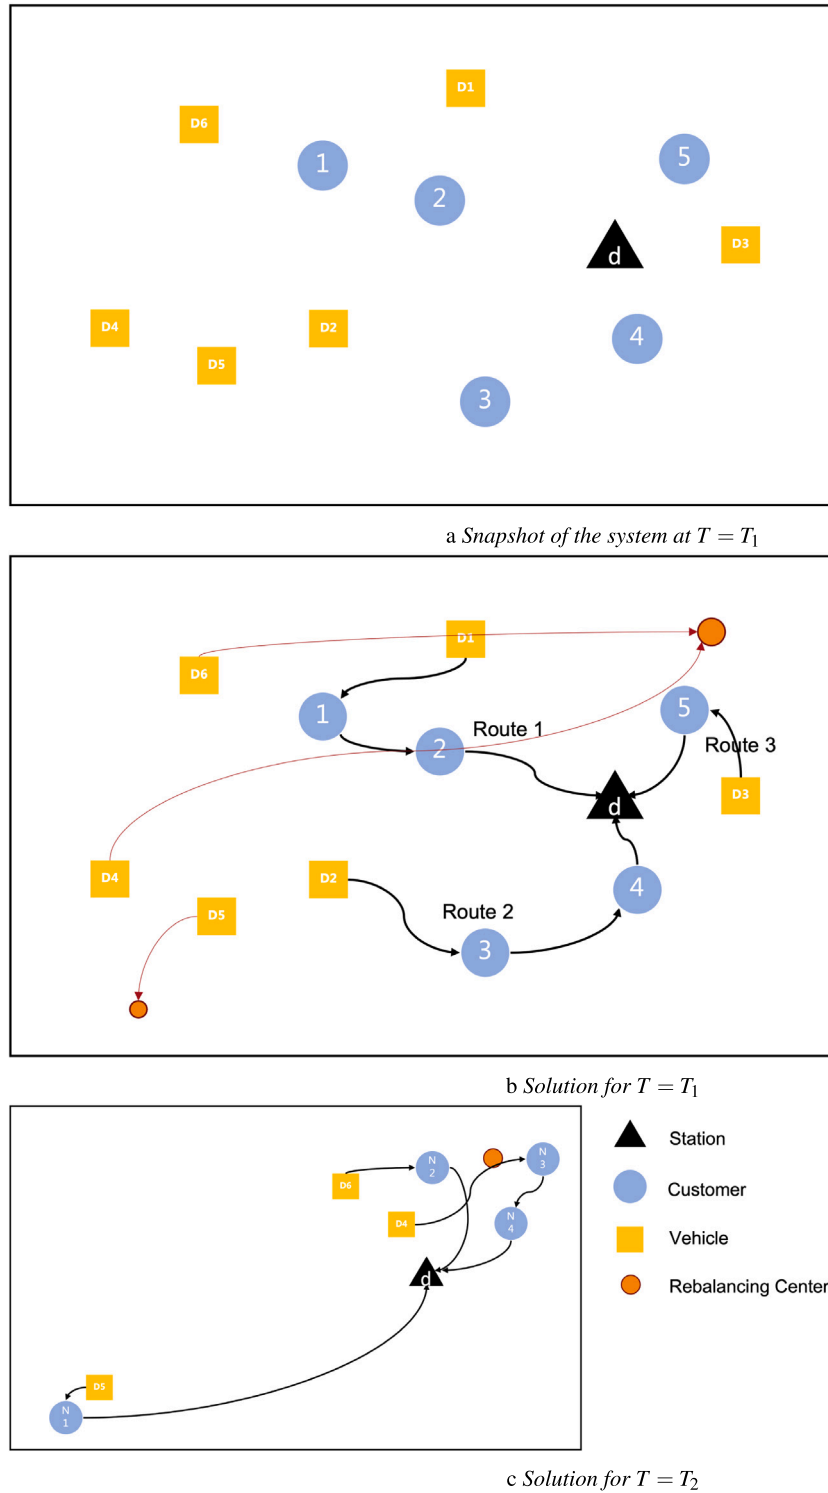 D1
D6
1
5
2
d
D3
D4
D2
4
D5
3
a Snapshot of the system at T = T1
D1
D6
1
5
Route 1
2
Route 3
d
D3
D4
D2
4
D5
Route 2
3
b Solution for T = T1
N
2
N
3
D6
D4
N
4
d
D5
N
1
Station
Customer
Vehicle
Rebalancing Center
c Solution for T = T2